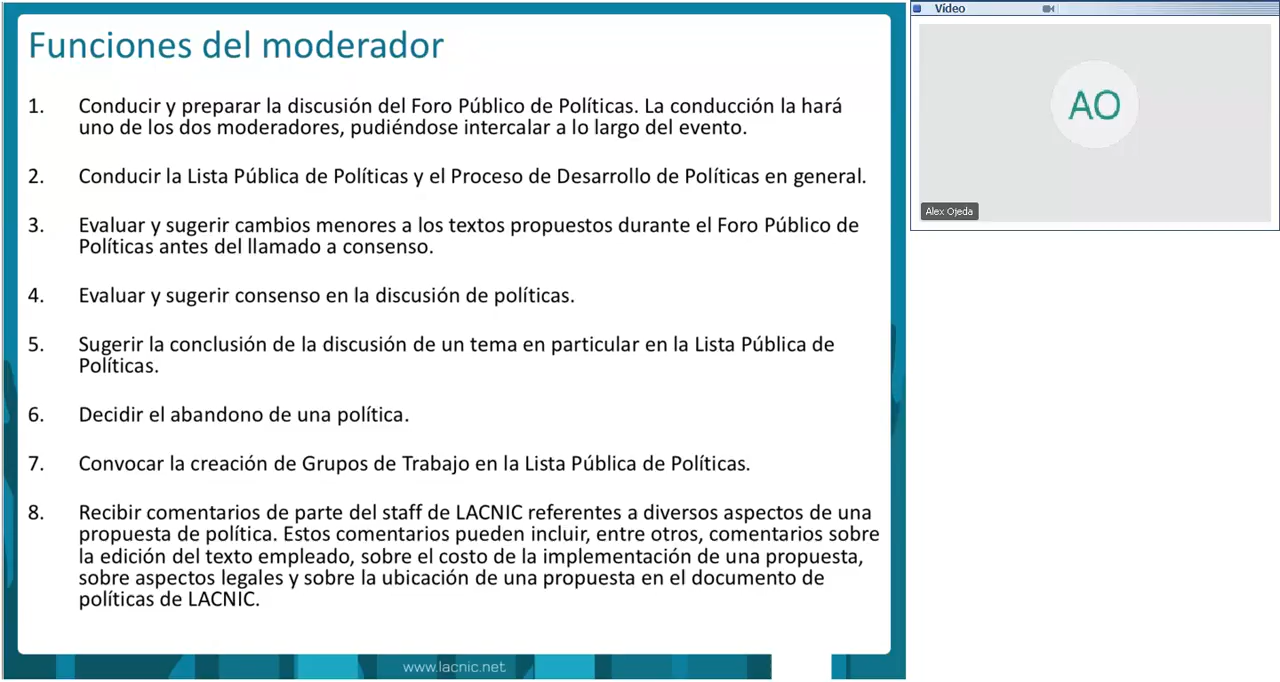 Funciones del moderador
1. Conducir y preparar la discusión del Foro Público de Políticas. La conducción la hará
uno de los dos moderadores, pudiéndose intercalar a lo largo del evento.
2. Conducir la Lista Pública de Políticas y el Proceso de Desarrollo de Políticas en general.
3. Evaluar y sugerir cambios menores a los textos propuestos durante el Foro Público de
Políticas antes del llamado a consenso.
4. Evaluar y sugerir consenso en la discusión de políticas.
5. Sugerir la conclusión de la discusión de un tema en particular en la Lista Pública de
Políticas.
6. Decidir el abandono de una política.
7. Convocar la creación de Grupos de Trabajo en la Lista Pública de Políticas.
8. Recibir comentarios de parte del staff de LACNIC referentes a diversos aspectos de una
propuesta de política. Estos comentarios pueden incluir, entre otros, comentarios sobre
la edición del texto empleado, sobre el costo de la implementación de una propuesta,
sobre aspectos legales y sobre la ubicación de una propuesta en el documento de
políticas de LACNIC.
www.lacnic.net
Vídeo
AO
Alex Ojeda